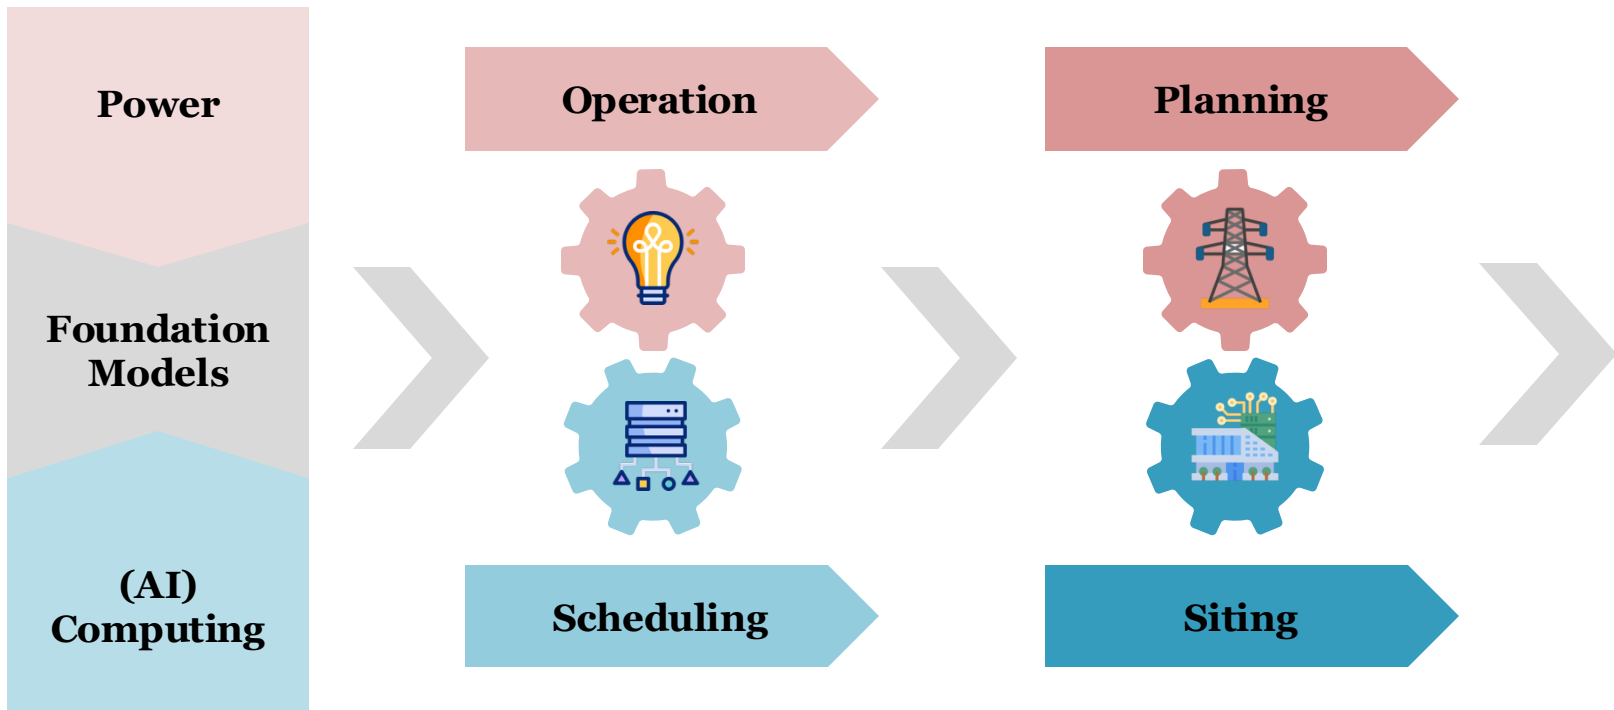 Power
Foundation
Models
(AI)
Computing
Operation
Planning
Scheduling
Siting